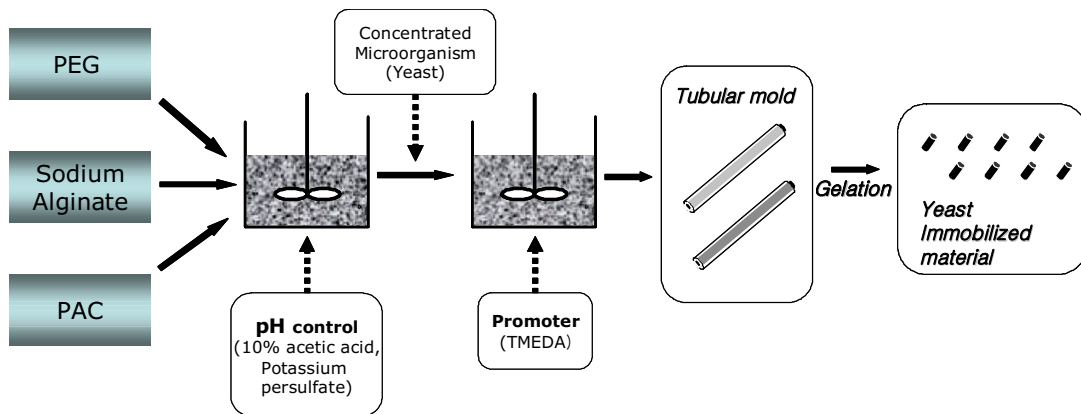 PEG
Sodium
Alginate
PAC
pH control
(10% acetic acid,
Potassium
persulfate)
Concentrated
Microorganism
(Yeast)
Promoter
(TMEDA)
Tubular mold
Gelation
Yeast
Immobilized
material